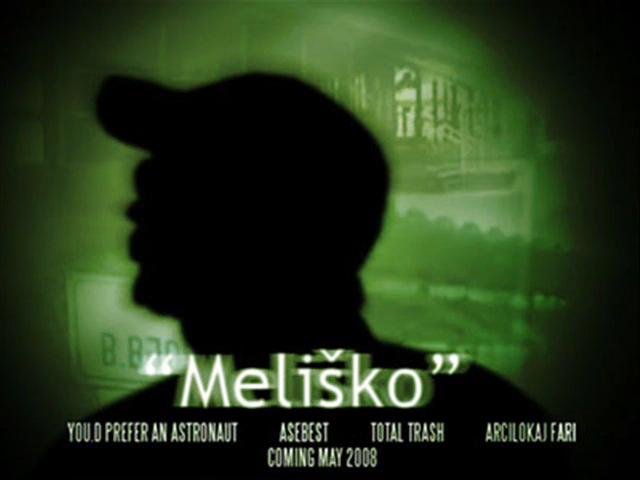 “Meliško”
YOU.D PREFER AN ASTRONAUT ASEBEST TOTAL TRASH ARCILOKAJ FARI
COMING MAY 2008